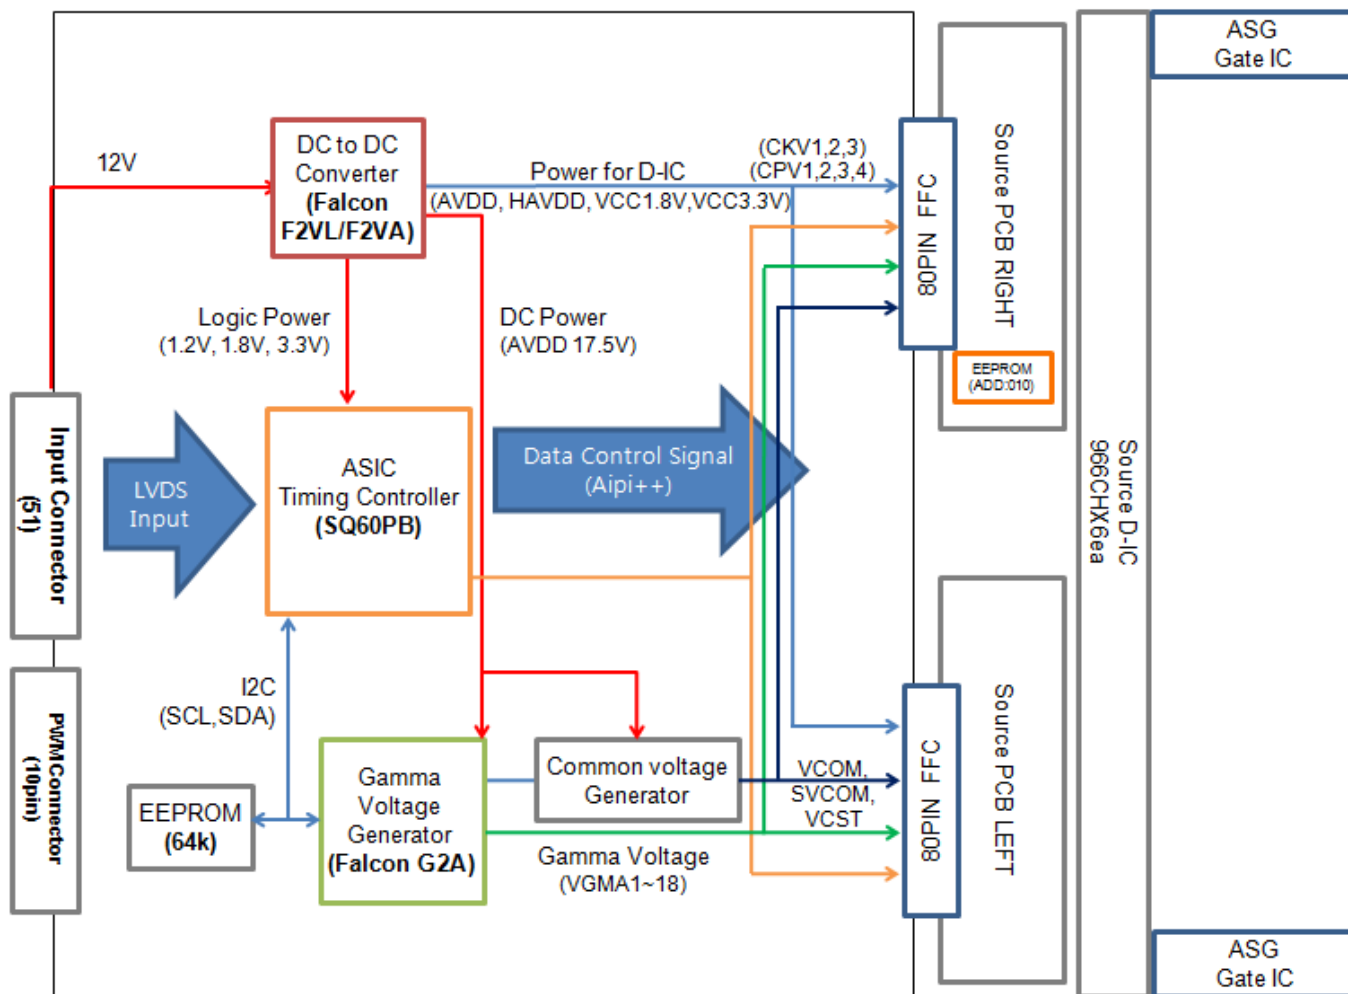 ASG
Gate IC
12V
DC to DC
Converter
(Falcon
F2VL/F2VA)
Power for D-IC
(AVDD, HAVDD, VCC1.8V,VCC3.3V)
(CKV1,2,3)
(CPV1,2,3,4)
80PIN FFC
Source PCB RIGHT
EEPROM
(ADD:010)
Logic Power
(1.2V, 1.8V, 3.3V)
DC Power
(AVDD 17.5V)
Input Connector
(51)
LVDS
Input
ASIC
Timing Controller
(SQ60PB)
Data Control Signal
(Aipi++)
Source D-IC
966CHX6ea
PWMConnector
(10pin)
I2C
(SCL,SDA)
EEPROM
(64k)
Gamma
Voltage
Generator
(Falcon G2A)
Common voltage
Generator
VCOM,
SVCOM,
VCST
Gamma Voltage
(VGMA1~18)
80PIN FFC
Source PCB LEFT
ASG
Gate IC